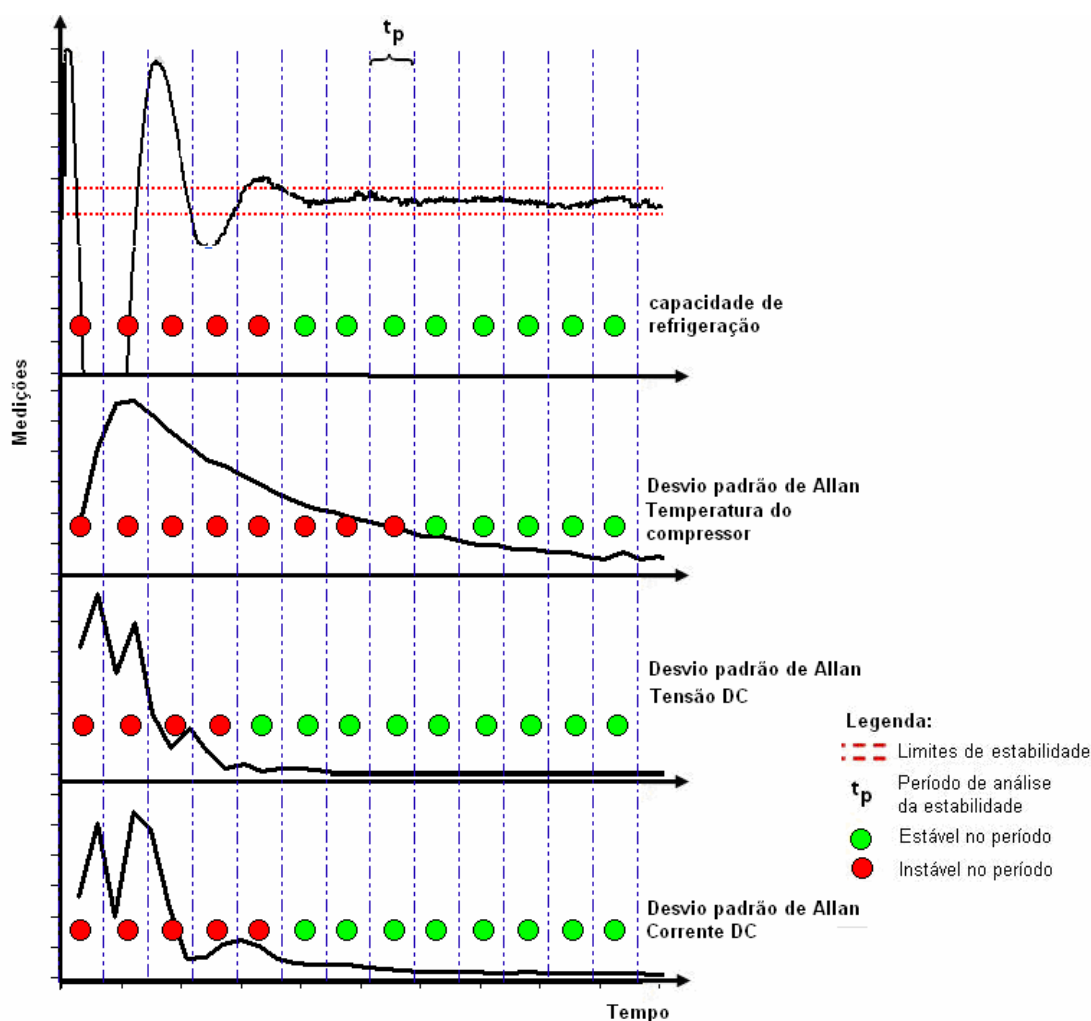 tp
capacidade de
refrigeração
Medições
Desvio padrão de Allan
Temperatura do
compressor
Desvio padrão de Allan
Tensão DC
Legenda:
Limites de estabilidade
tp
Período de análise
da estabilidade
Estável no período
Instável no período
Desvio padrão de Allan
Corrente DC
Tempo